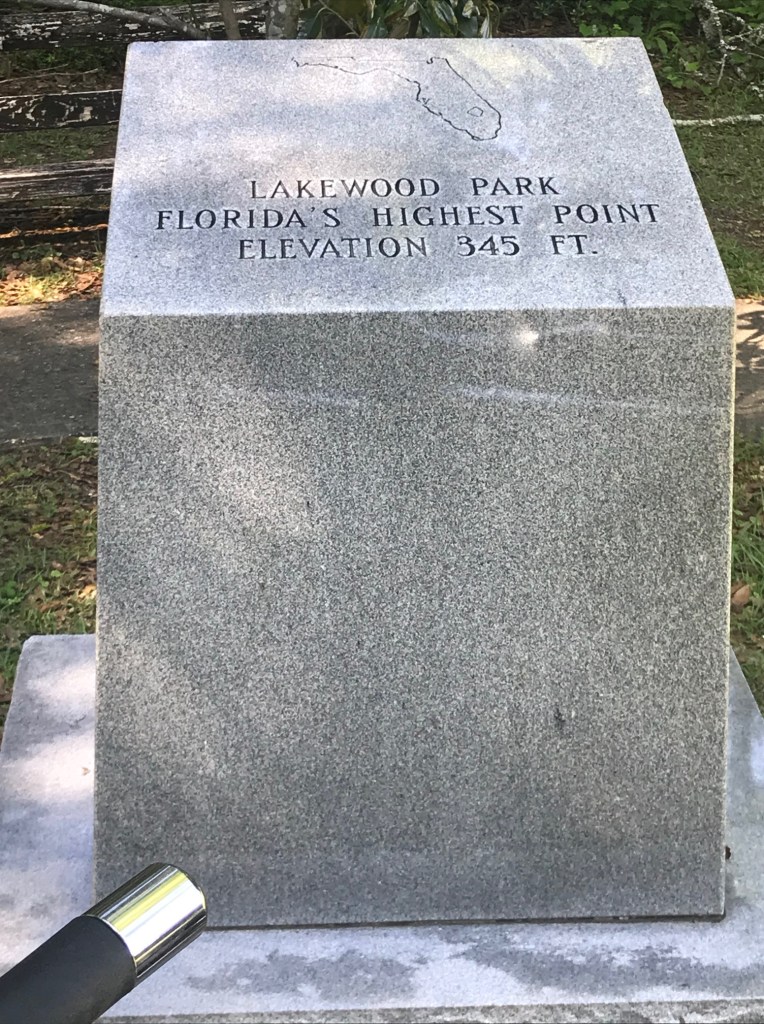 LAKEWOOD PARK
FLORIDA'S HIGHEST POINT
ELEVATION 345 FT.